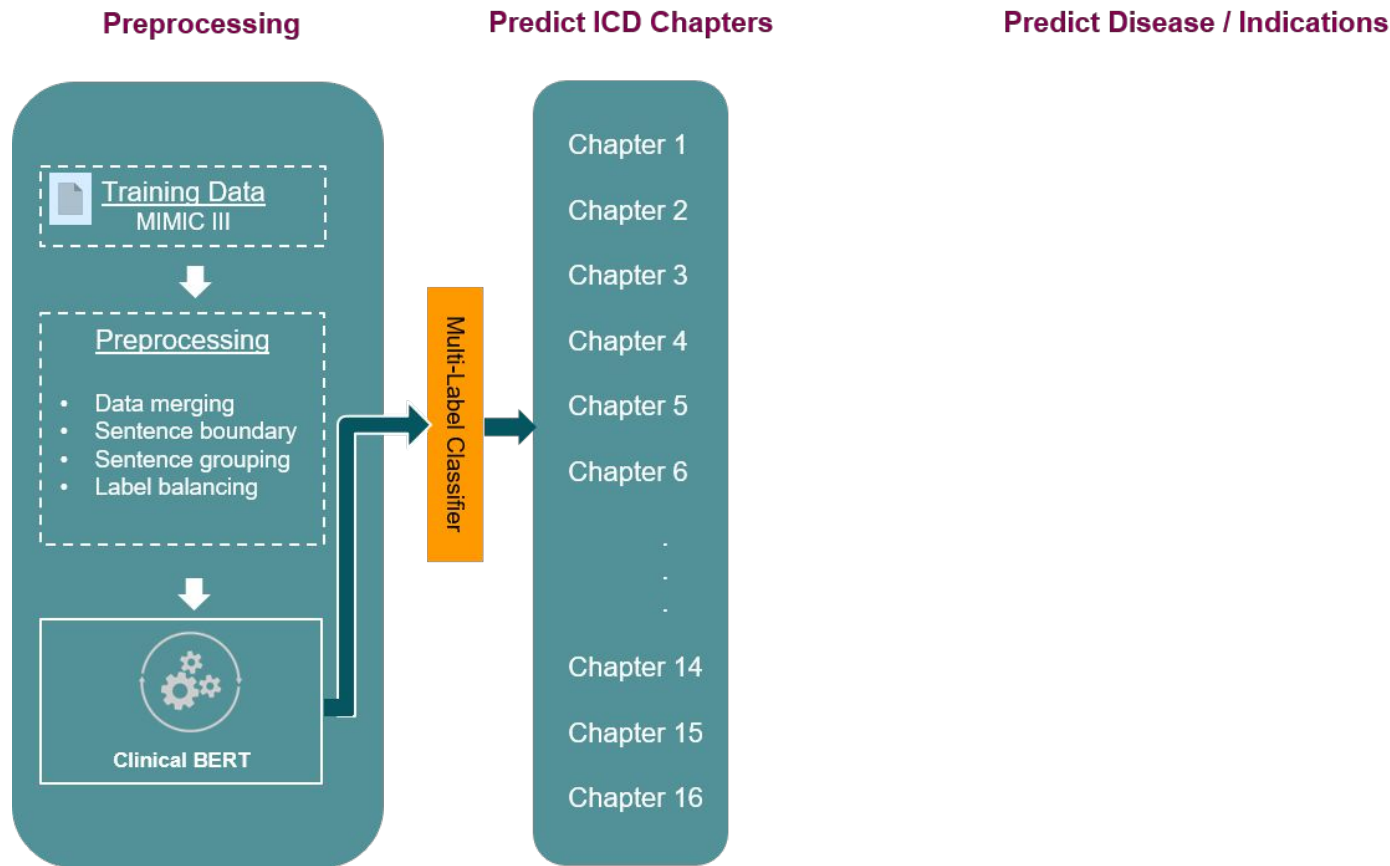 Preprocessing
Predict ICD Chapters
Predict Disease / Indications
Training Data
MIMIC III
Preprocessing
• Data merging
• Sentence boundary
• Sentence grouping
• Label balancing
Clinical BERT
Multi-Label Classifier
Chapter 1
Chapter 2
Chapter 3
Chapter 4
Chapter 5
Chapter 6
.
.
.
Chapter 14
Chapter 15
Chapter 16